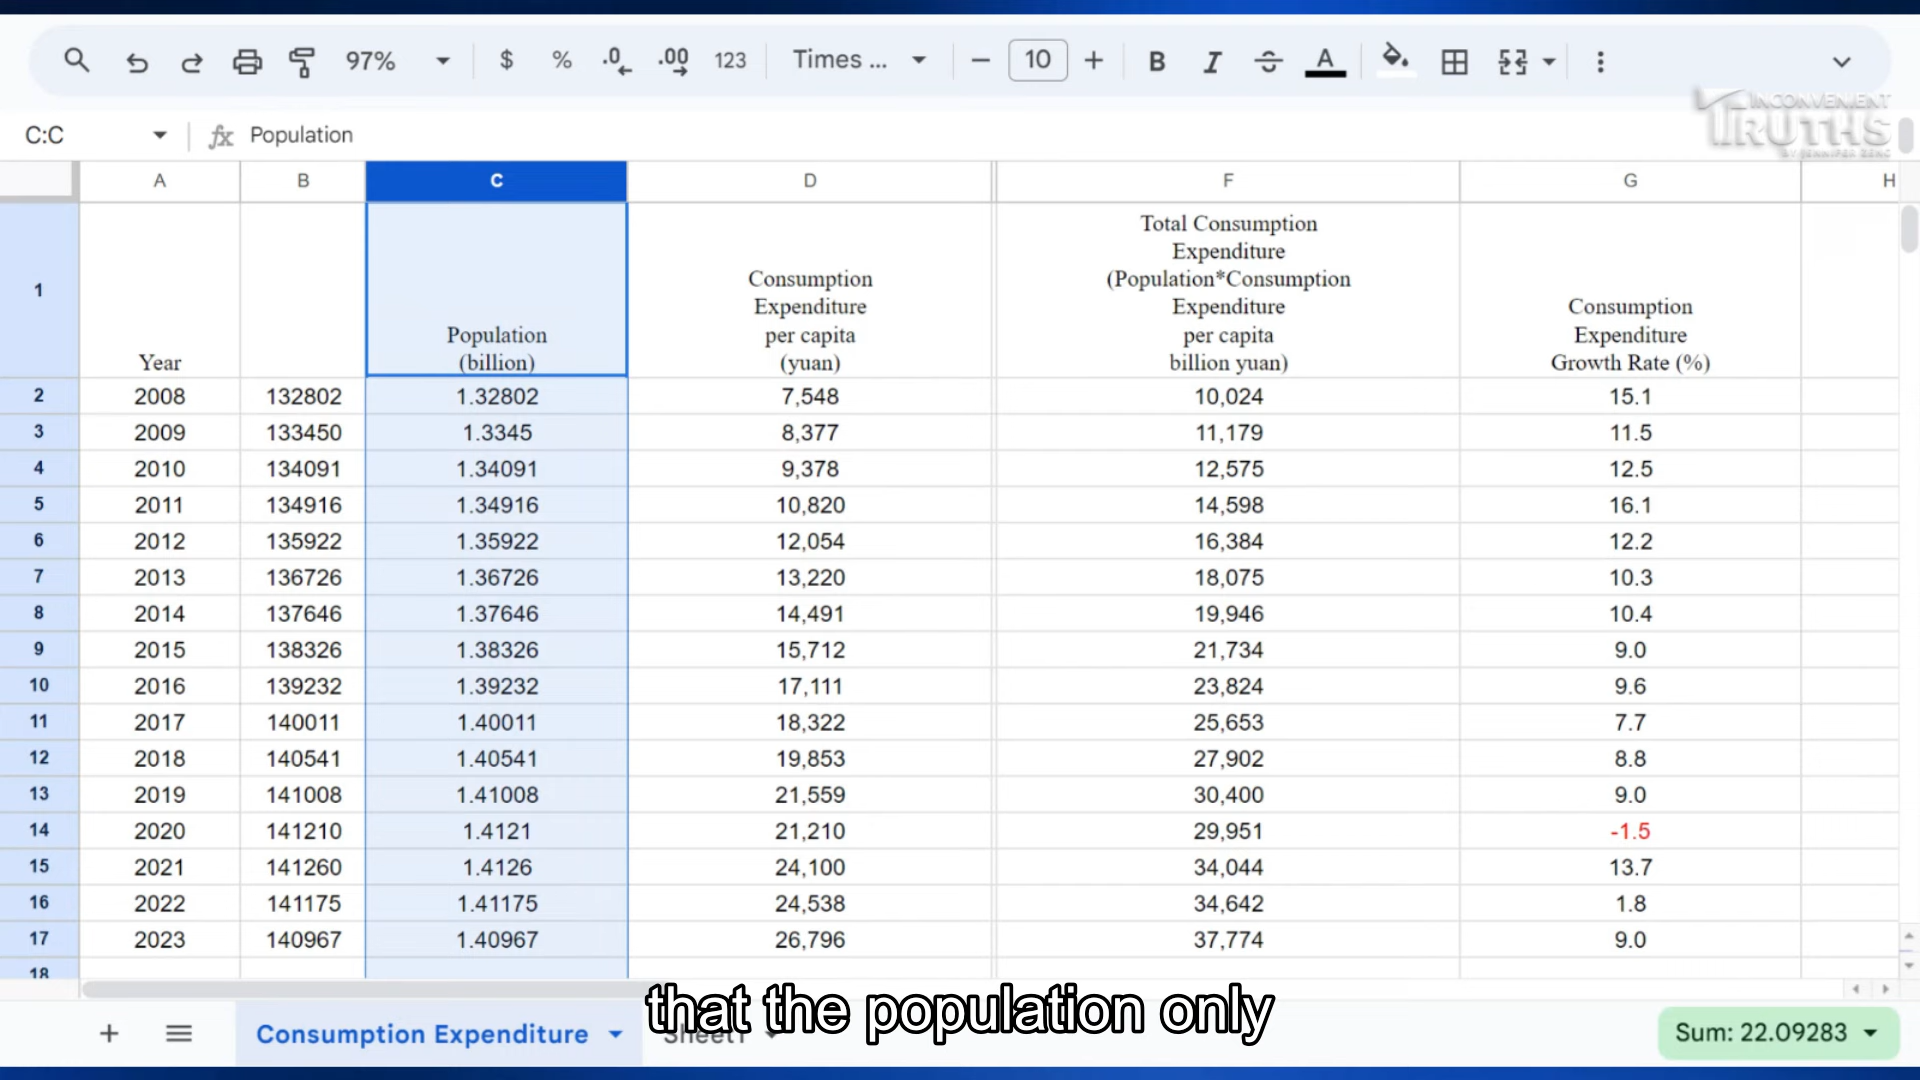 97% $ % .0 .00 123 Times ... 10 B I A
INCONVENIENT
TRUTHS
BY JENNIFER ZENG
C:C fx Population
A B C D F G H
1 Year Population (billion) Consumption Expenditure per capita (yuan) Total Consumption Expenditure (Population*Consumption Expenditure per capita billion yuan) Consumption Expenditure Growth Rate (%)
2 2008 132802 1.32802 7,548 10,024 15.1
3 2009 133450 1.3345 8,377 11,179 11.5
4 2010 134091 1.34091 9,378 12,575 12.5
5 2011 134916 1.34916 10,820 14,598 16.1
6 2012 135922 1.35922 12,054 16,384 12.2
7 2013 136726 1.36726 13,220 18,075 10.3
8 2014 137646 1.37646 14,491 19,946 10.4
9 2015 138326 1.38326 15,712 21,734 9.0
10 2016 139232 1.39232 17,111 23,824 9.6
11 2017 140011 1.40011 18,322 25,653 7.7
12 2018 140541 1.40541 19,853 27,902 8.8
13 2019 141008 1.41008 21,559 30,400 9.0
14 2020 141210 1.4121 21,210 29,951 -1.5
15 2021 141260 1.4126 24,100 34,044 13.7
16 2022 141175 1.41175 24,538 34,642 1.8
17 2023 140967 1.40967 26,796 37,774 9.0
18
that the population only
Consumption Expenditure Sheet1 Sum: 22.09283